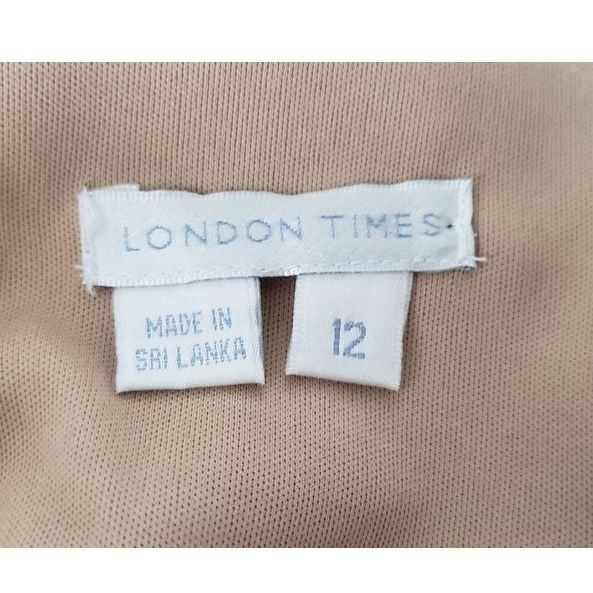 LONDON TIMES
MADE IN
SRI LANKA
12